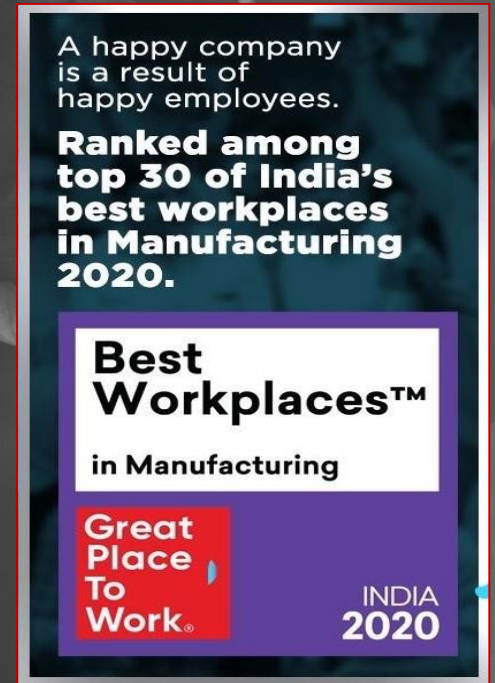 A happy company
is a result of
happy employees.
Ranked among
top 30 of India's
best workplaces
in Manufacturing
2020.
Best
Workplaces™
in Manufacturing
Great
Place
To
Work®
INDIA
2020